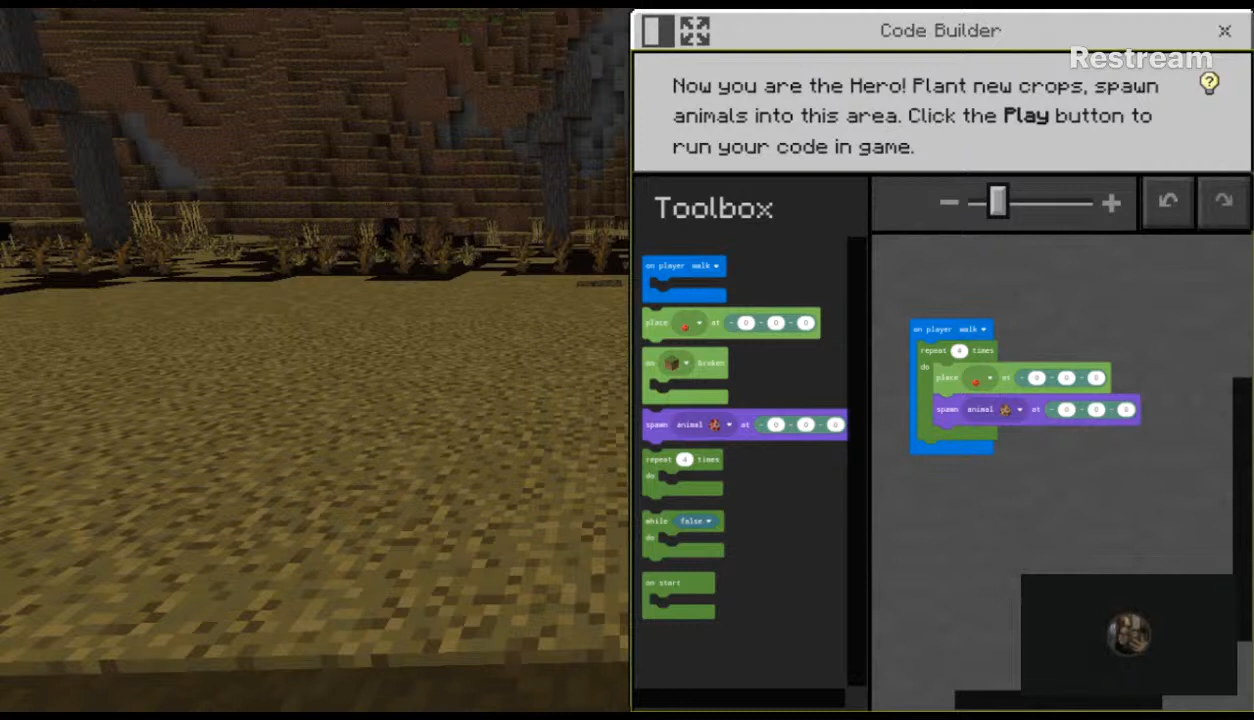 Code Builder
Restream
Now you are the Hero! Plant new crops, spawn
animals into this area. Click the Play button to
run your code in game.
Toolbox
on player walk
place at 0 0 0
on broken
spawn animal at 0 0 0
repeat 4 times
do
while false
do
on start
on player walk
repeat 4 times
do
place at 0 0 0
spawn animal at 0 0 0